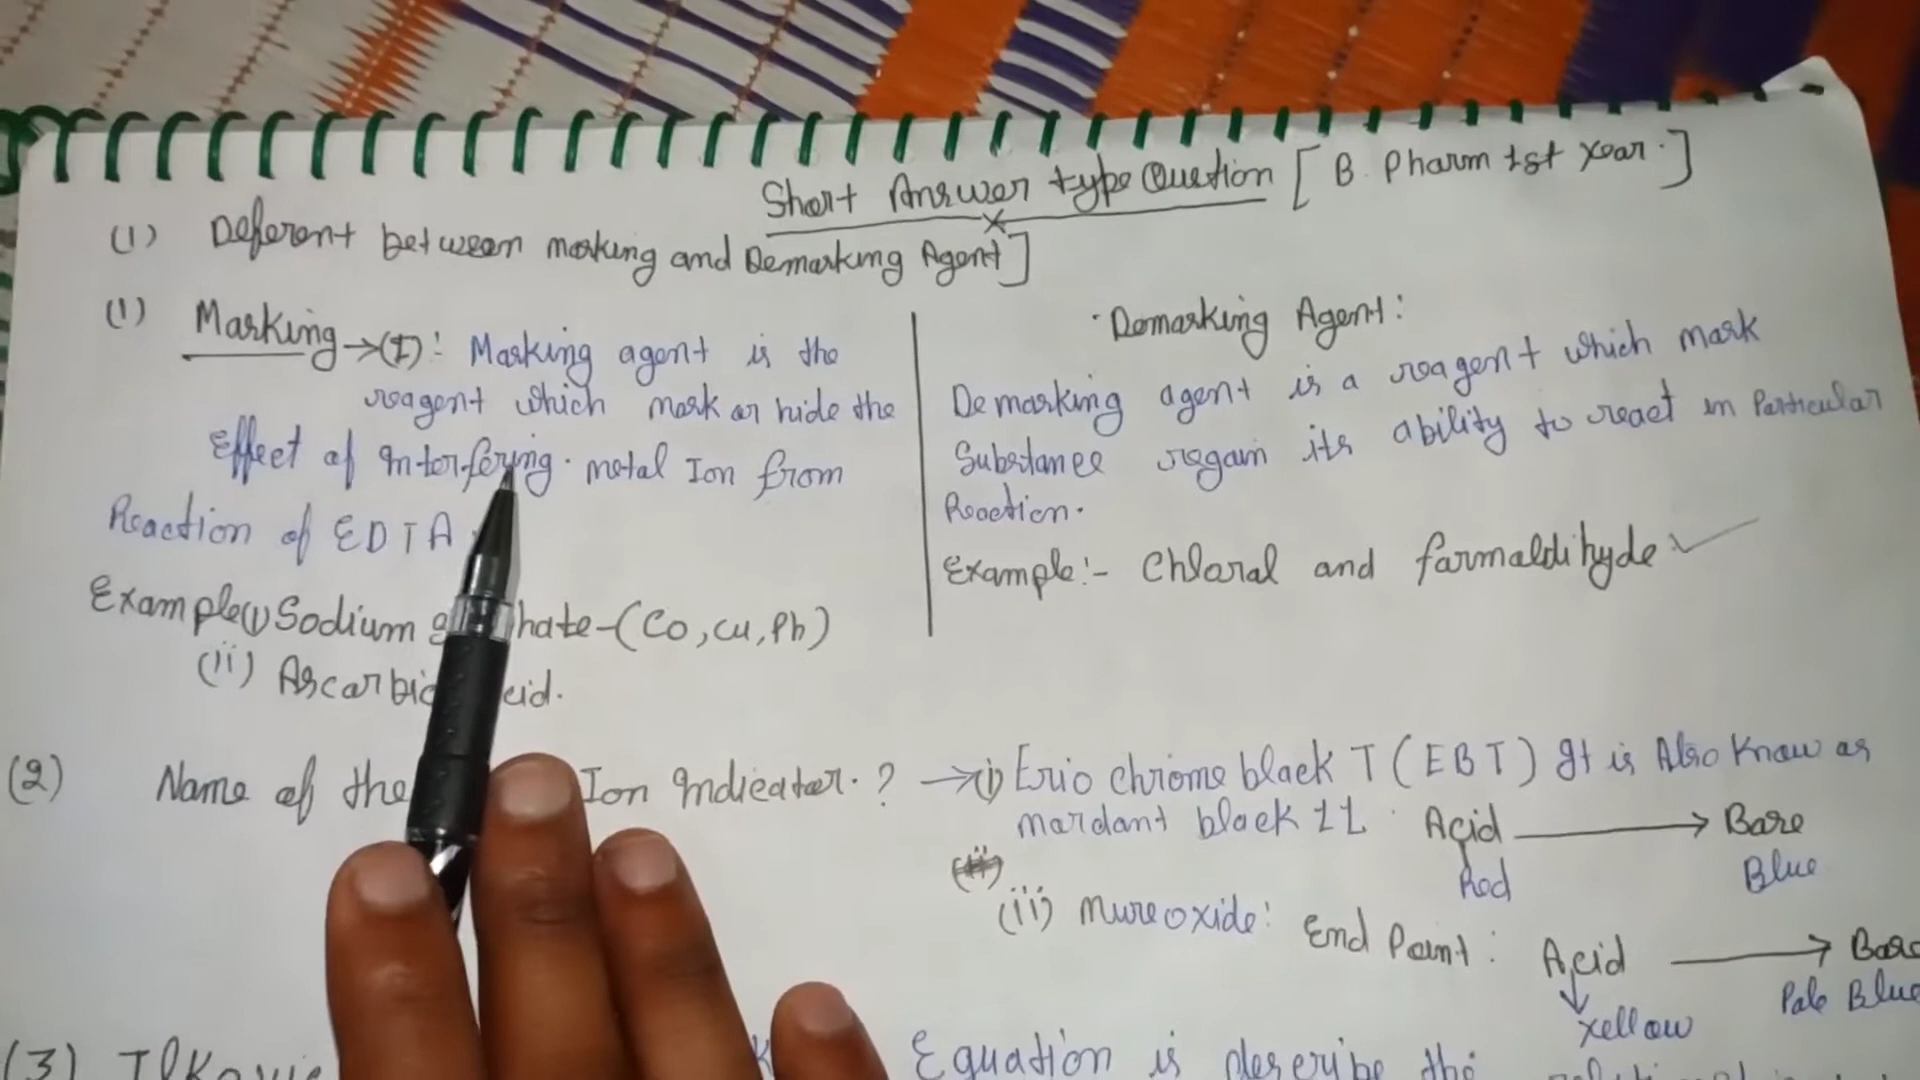 Short Answer type Question [ B. Pharm 1st Year.]
(1) Deferent between marking and Demarking Agent]
(1) Marking →(I):- Marking agent is the
reagent which mark or hide the
Effect of Interfering. metal Ion from
Reaction of EDTA
Example(i) Sodium hate-(Co,Cu,Pb)
(ii) Ascarbic cid.
Demarking Agent:
Demarking agent is a reagent which mark
Substance regain its ability to react in Particular
Reaction.
Example:- Chloral and farmaldihyde
(2) Name of the Ion Indicator.? →(i) Erio chrome black T (EBT) It is Also Know as
mardant black 11. Acid → Base
Red Blue
(iii) Mureoxide: End Point: Acid → Base
Yellow Pale Blue
(3) Equation is describe the